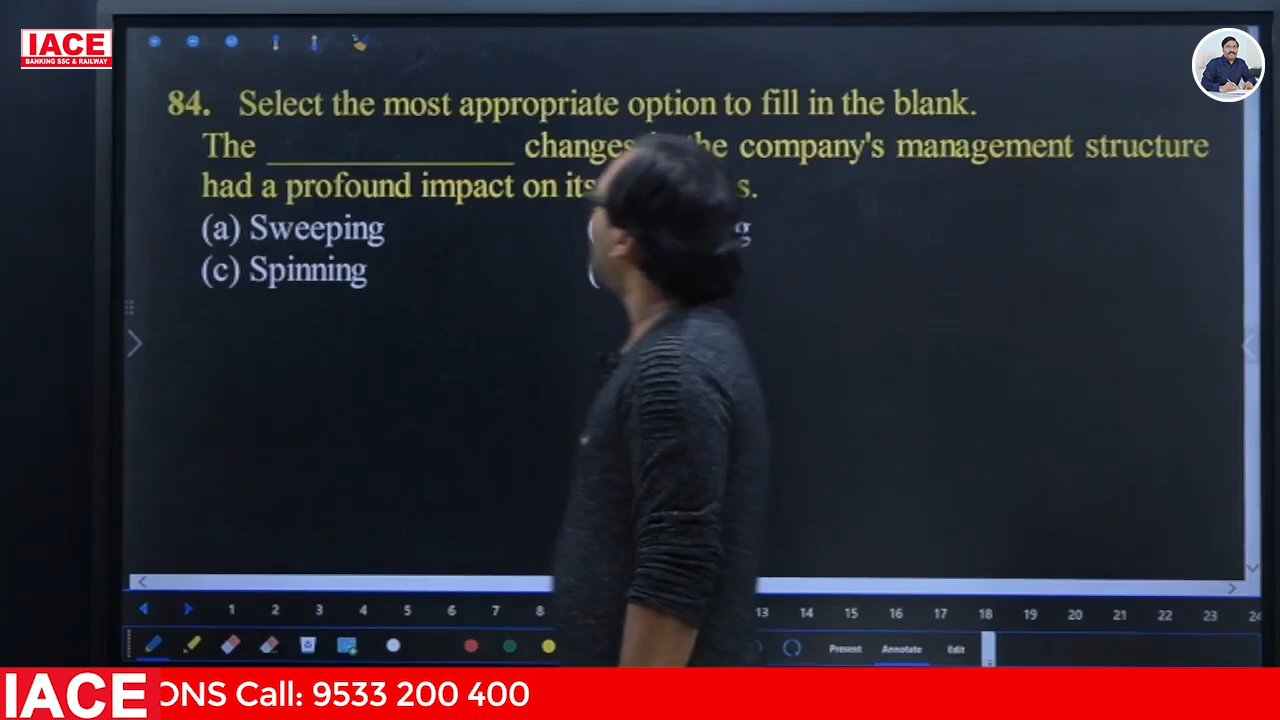 IACE
BANKING SSC & RAILWAY
84. Select the most appropriate option to fill in the blank.
The ________________ changes the company's management structure
had a profound impact on its
(a) Sweeping
(c) Spinning
1 2 3 4 5 6 7 8 13 14 15 16 17 18 19 20 21 22 23
Present Annotate Edit
IACE Call: 9533 200 400